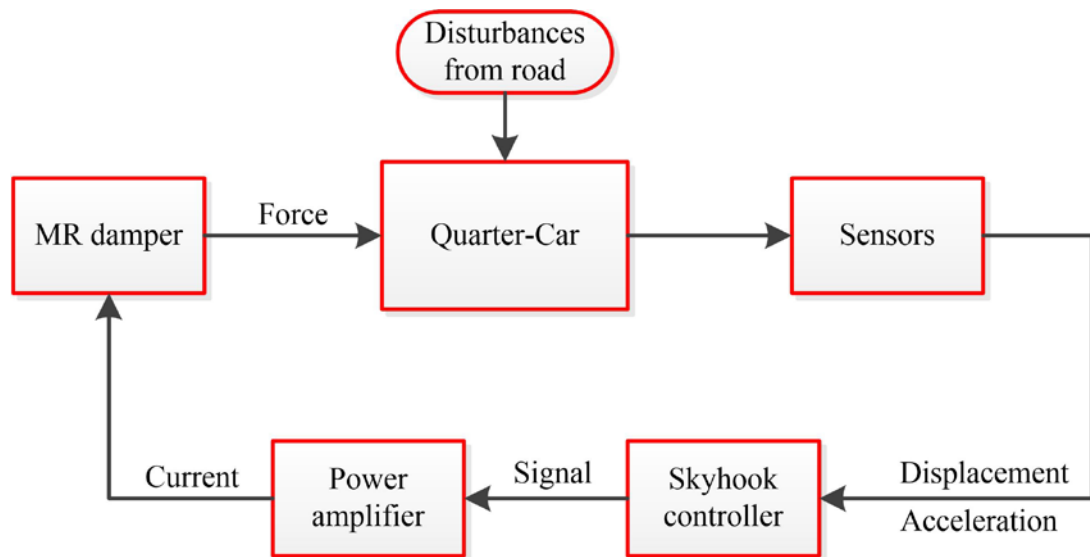 Disturbances
from road
MR damper
Force
Quarter-Car
Sensors
Current
Power
amplifier
Signal
Skyhook
controller
Displacement
Acceleration